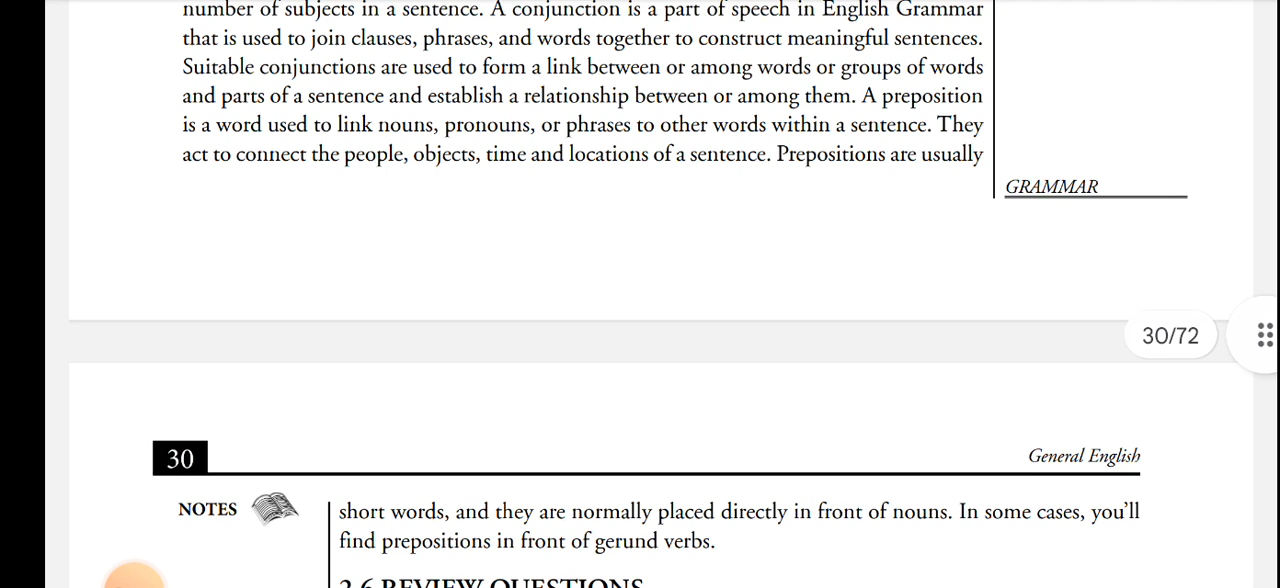 number of subjects in a sentence. A conjunction is a part of speech in English Grammar
that is used to join clauses, phrases, and words together to construct meaningful sentences.
Suitable conjunctions are used to form a link between or among words or groups of words
and parts of a sentence and establish a relationship between or among them. A preposition
is a word used to link nouns, pronouns, or phrases to other words within a sentence. They
act to connect the people, objects, time and locations of a sentence. Prepositions are usually
GRAMMAR
30/72
30
General English
NOTES
short words, and they are normally placed directly in front of nouns. In some cases, you’ll
find prepositions in front of gerund verbs.
2.6 REVIEW QUESTIONS